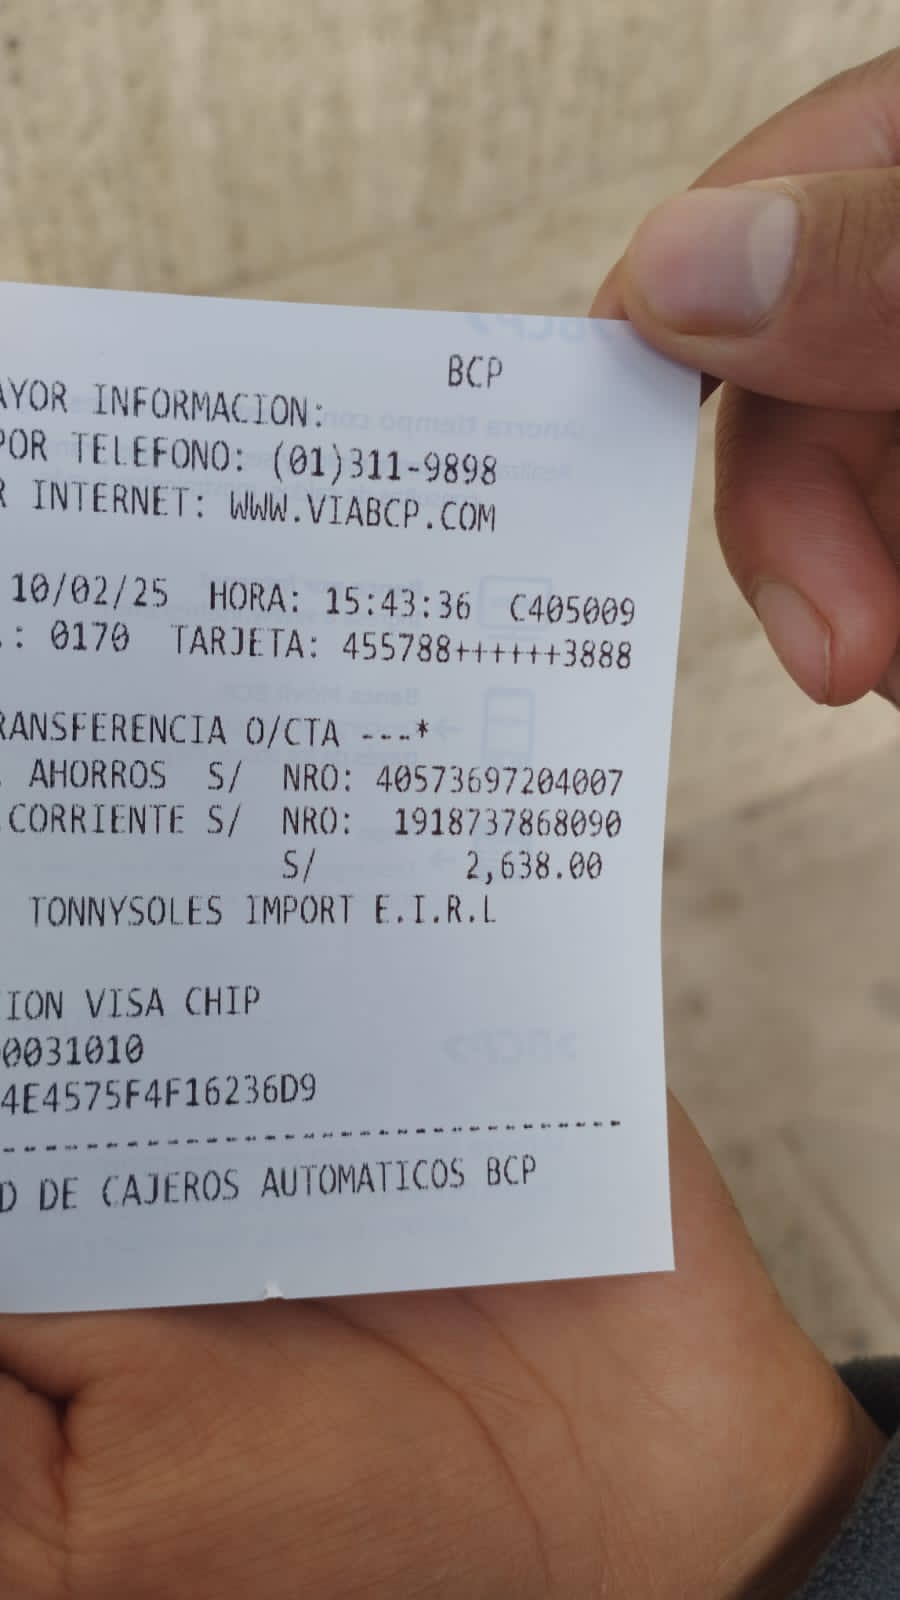 BCP
AYOR INFORMACION:
POR TELEFONO: (01)311-9898
R INTERNET: WWW.VIABCP.COM
10/02/25 HORA: 15:43:36 C405009
.: 0170 TARJETA: 455788++++++3888
RANSFERENCIA O/CTA ---*
. AHORROS S/ NRO: 40573697204007
.CORRIENTE S/ NRO: 1918737868090
S/ 2,638.00
TONNYSOLES IMPORT E.I.R.L
ION VISA CHIP
0031010
4E4575F4F16236D9
D DE CAJEROS AUTOMATICOS BCP